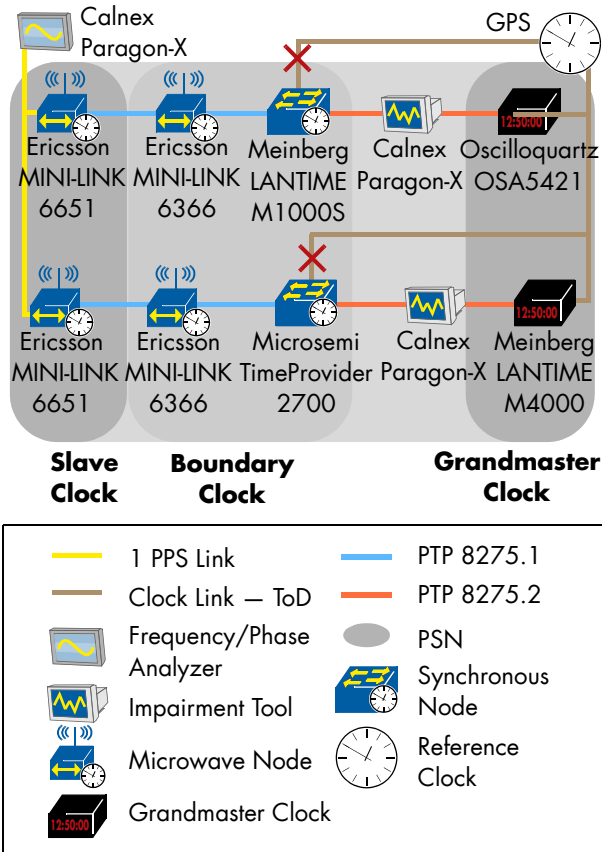 Calnex
Paragon-X
GPS
Ericsson
MINI-LINK
6651
Ericsson
MINI-LINK
6366
Meinberg
LANTIME
M1000S
Calnex
Paragon-X
12:50:00
Oscilloquartz
OSA5421
Ericsson
MINI-LINK
6651
Ericsson
MINI-LINK
6366
Microsemi
TimeProvider
2700
Calnex
Paragon-X
12:50:00
Meinberg
LANTIME
M4000
Slave
Clock
Boundary
Clock
Grandmaster
Clock
1 PPS Link
Clock Link — ToD
Frequency/Phase
Analyzer
Impairment Tool
Microwave Node
12:50:00
Grandmaster Clock
PTP 8275.1
PTP 8275.2
PSN
Synchronous
Node
Reference
Clock